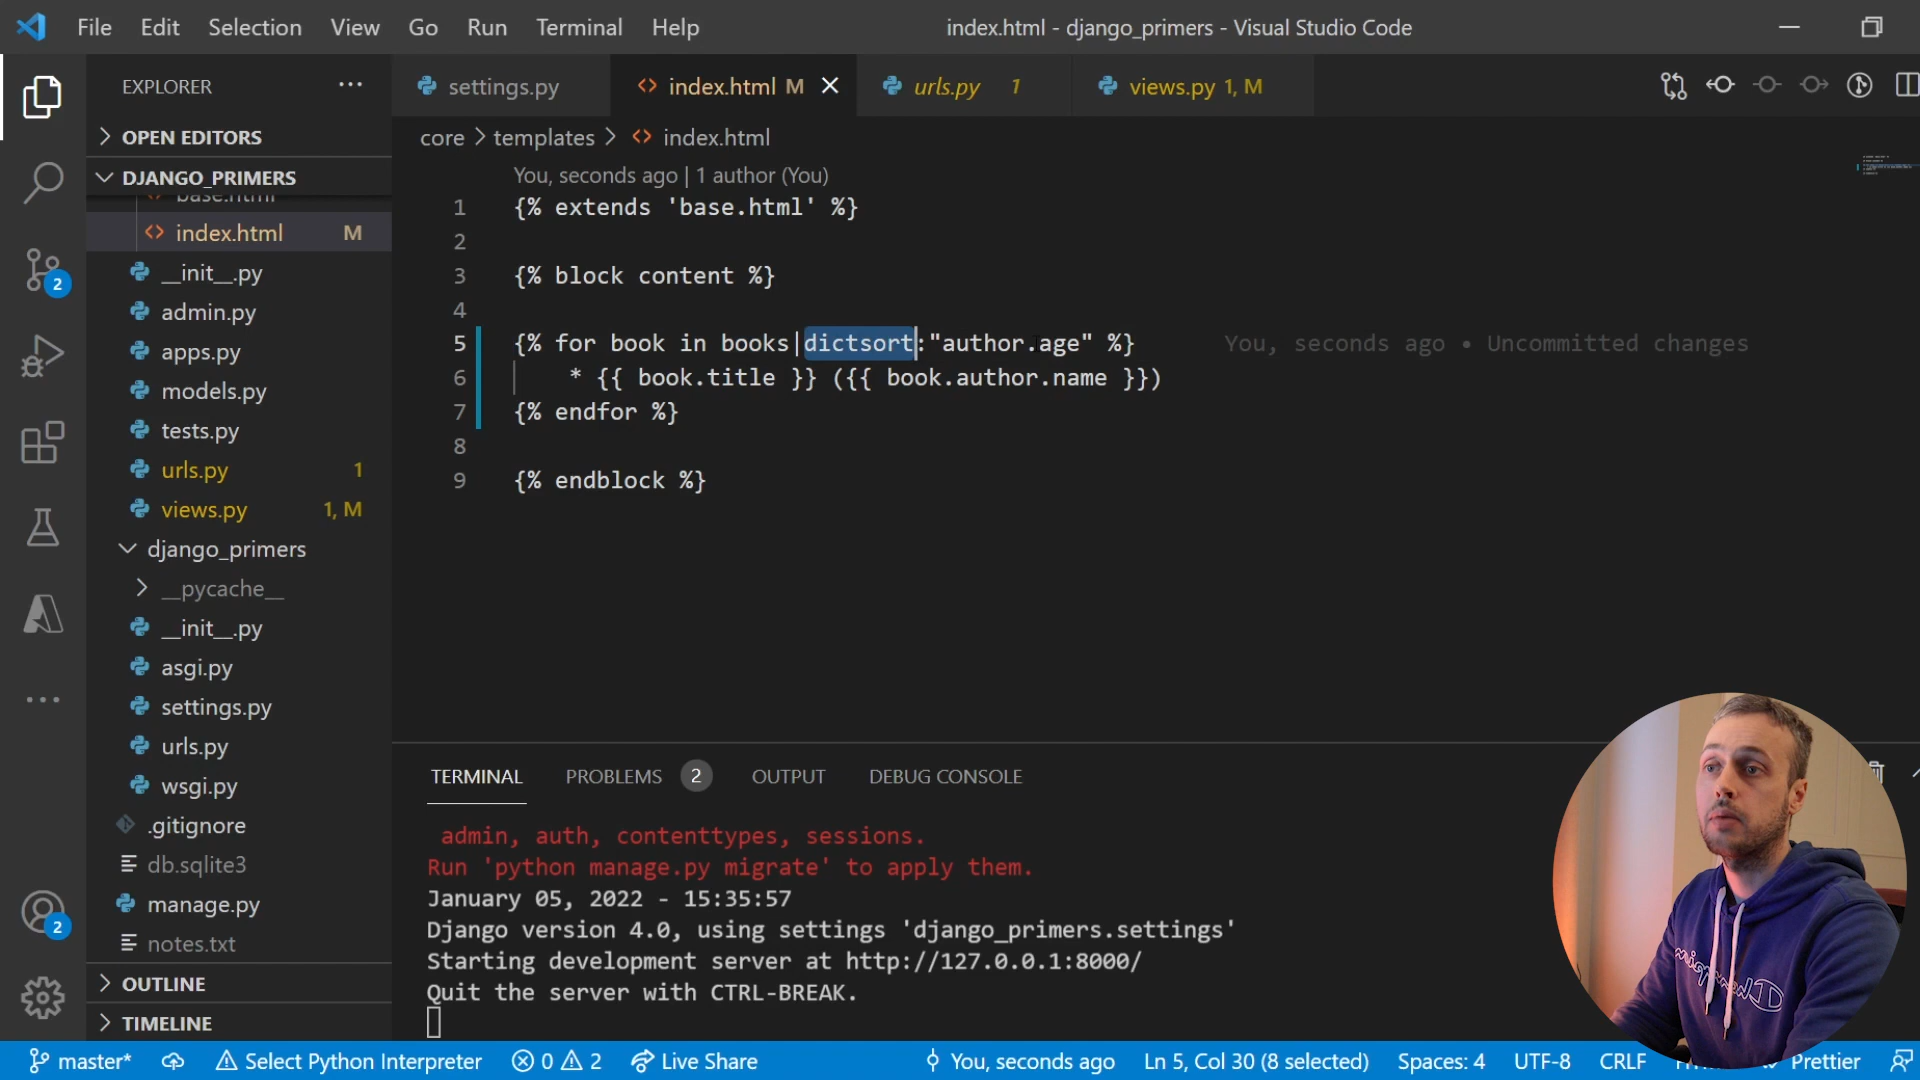 File Edit Selection View Go Run Terminal Help
index.html - django_primers - Visual Studio Code
EXPLORER
settings.py
index.html M
urls.py 1
views.py 1, M
OPEN EDITORS
core > templates > index.html
DJANGO_PRIMERS
You, seconds ago | 1 author (You)
base.html
index.html M
__init__.py
admin.py
apps.py
models.py
tests.py
urls.py 1
views.py 1, M
django_primers
__pycache__
__init__.py
asgi.py
settings.py
urls.py
wsgi.py
.gitignore
db.sqlite3
manage.py
notes.txt
OUTLINE
TIMELINE
2
2
1 {% extends 'base.html' %}
2
3 {% block content %}
4
5 {% for book in books|dictsort:"author.age" %} You, seconds ago • Uncommitted changes
6 * {{ book.title }} ({{ book.author.name }})
7 {% endfor %}
8
9 {% endblock %}
TERMINAL PROBLEMS 2 OUTPUT DEBUG CONSOLE
admin, auth, contenttypes, sessions.
Run 'python manage.py migrate' to apply them.
January 05, 2022 - 15:35:57
Django version 4.0, using settings 'django_primers.settings'
Starting development server at http://127.0.0.1:8000/
Quit the server with CTRL-BREAK.
Champion
master* Select Python Interpreter 0 2 Live Share You, seconds ago Ln 5, Col 30 (8 selected) Spaces: 4 UTF-8 CRLF Prettier